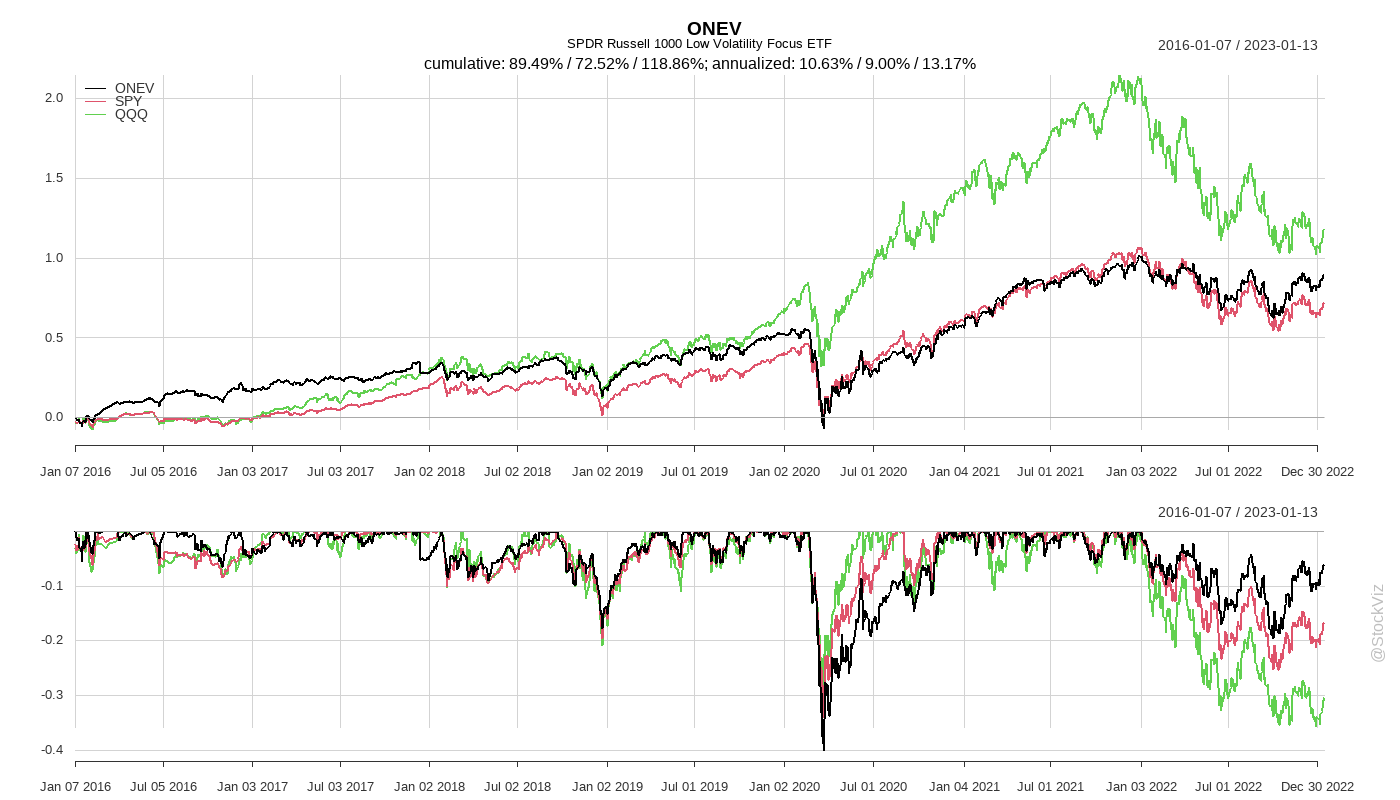 ONEV
SPDR Russell 1000 Low Volatility Focus ETF
2016-01-07 / 2023-01-13
cumulative: 89.49% / 72.52% / 118.86%; annualized: 10.63% / 9.00% / 13.17%
ONEV
SPY
QQQ
2.0
1.5
1.0
0.5
0.0
Jan 07 2016 Jul 05 2016 Jan 03 2017 Jul 03 2017 Jan 02 2018 Jul 02 2018 Jan 02 2019 Jul 01 2019 Jan 02 2020 Jul 01 2020 Jan 04 2021 Jul 01 2021 Jan 03 2022 Jul 01 2022 Dec 30 2022
2016-01-07 / 2023-01-13
-0.1
-0.2
-0.3
-0.4
Jan 07 2016 Jul 05 2016 Jan 03 2017 Jul 03 2017 Jan 02 2018 Jul 02 2018 Jan 02 2019 Jul 01 2019 Jan 02 2020 Jul 01 2020 Jan 04 2021 Jul 01 2021 Jan 03 2022 Jul 01 2022 Dec 30 2022
@StockViz